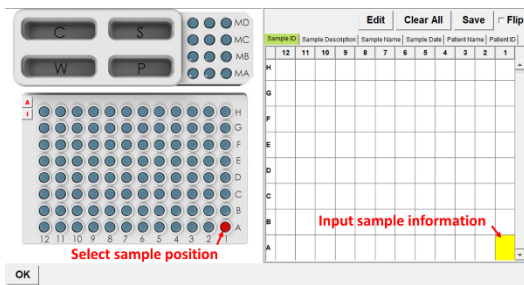 C S
W P
MD
MC
MB
MA
A
I
H
G
F
E
D
C
B
A
12 11 10 9 8 7 6 5 4 3 2 1
Select sample position
OK
Edit Clear All Save Flip
Sample ID Sample Description Sample Name Sample Date Patient Name Patient ID
12 11 10 9 8 7 6 5 4 3 2 1
H
G
F
E
D
C
B
A
Input sample information